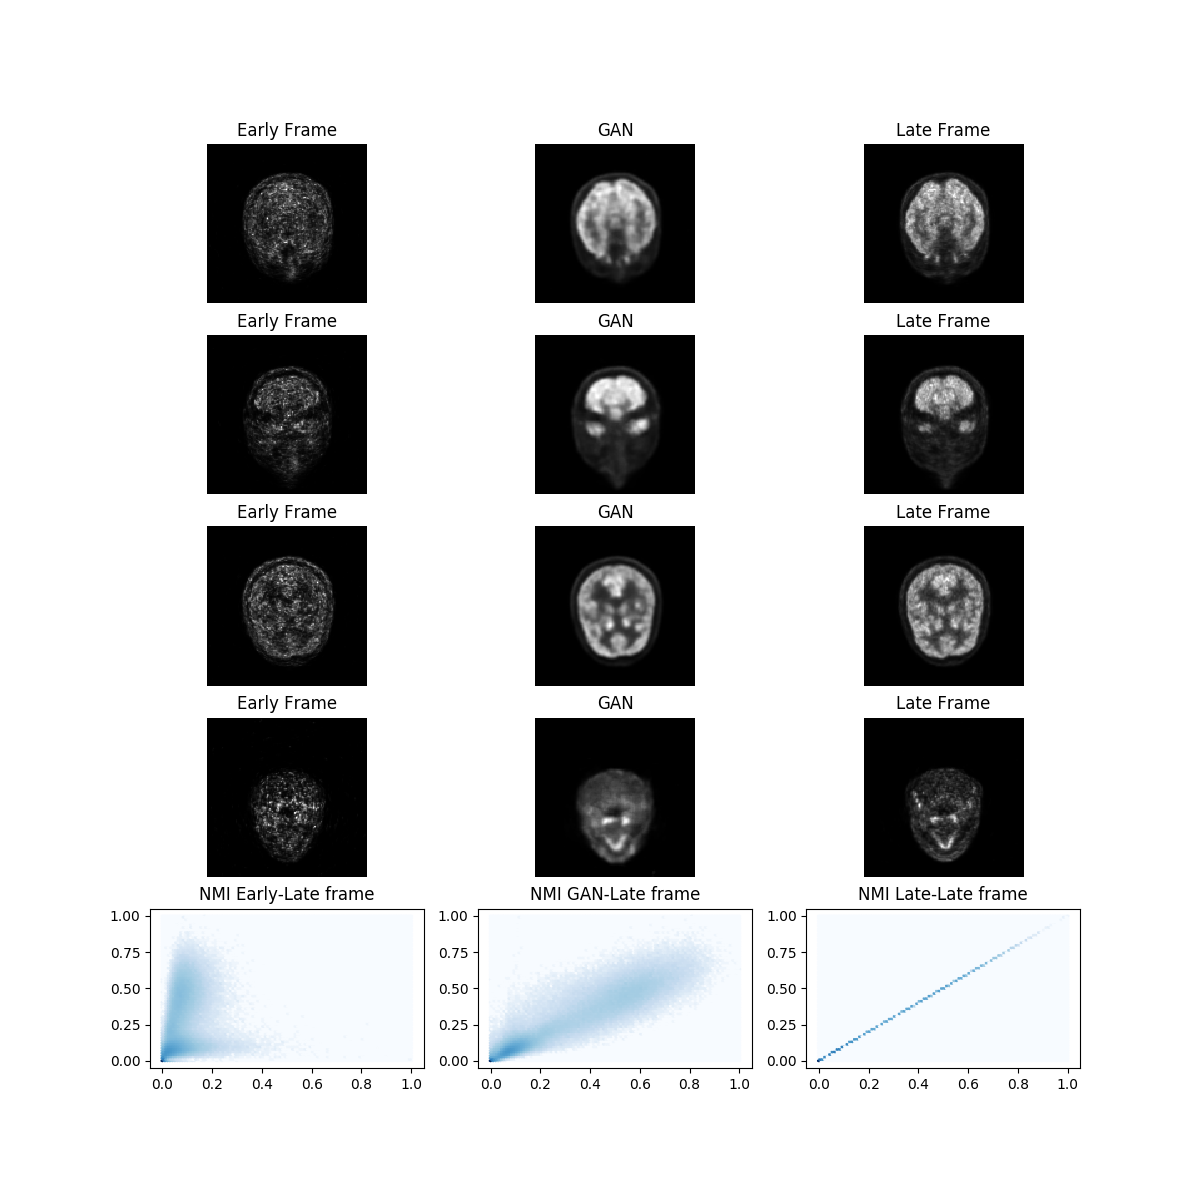 Early Frame GAN Late Frame
Early Frame GAN Late Frame
Early Frame GAN Late Frame
Early Frame GAN Late Frame
NMI Early-Late frame NMI GAN-Late frame NMI Late-Late frame
1.00 1.00 1.00
0.75 0.75 0.75
0.50 0.50 0.50
0.25 0.25 0.25
0.00 0.00 0.00
0.0 0.2 0.4 0.6 0.8 1.0 0.0 0.2 0.4 0.6 0.8 1.0 0.0 0.2 0.4 0.6 0.8 1.0